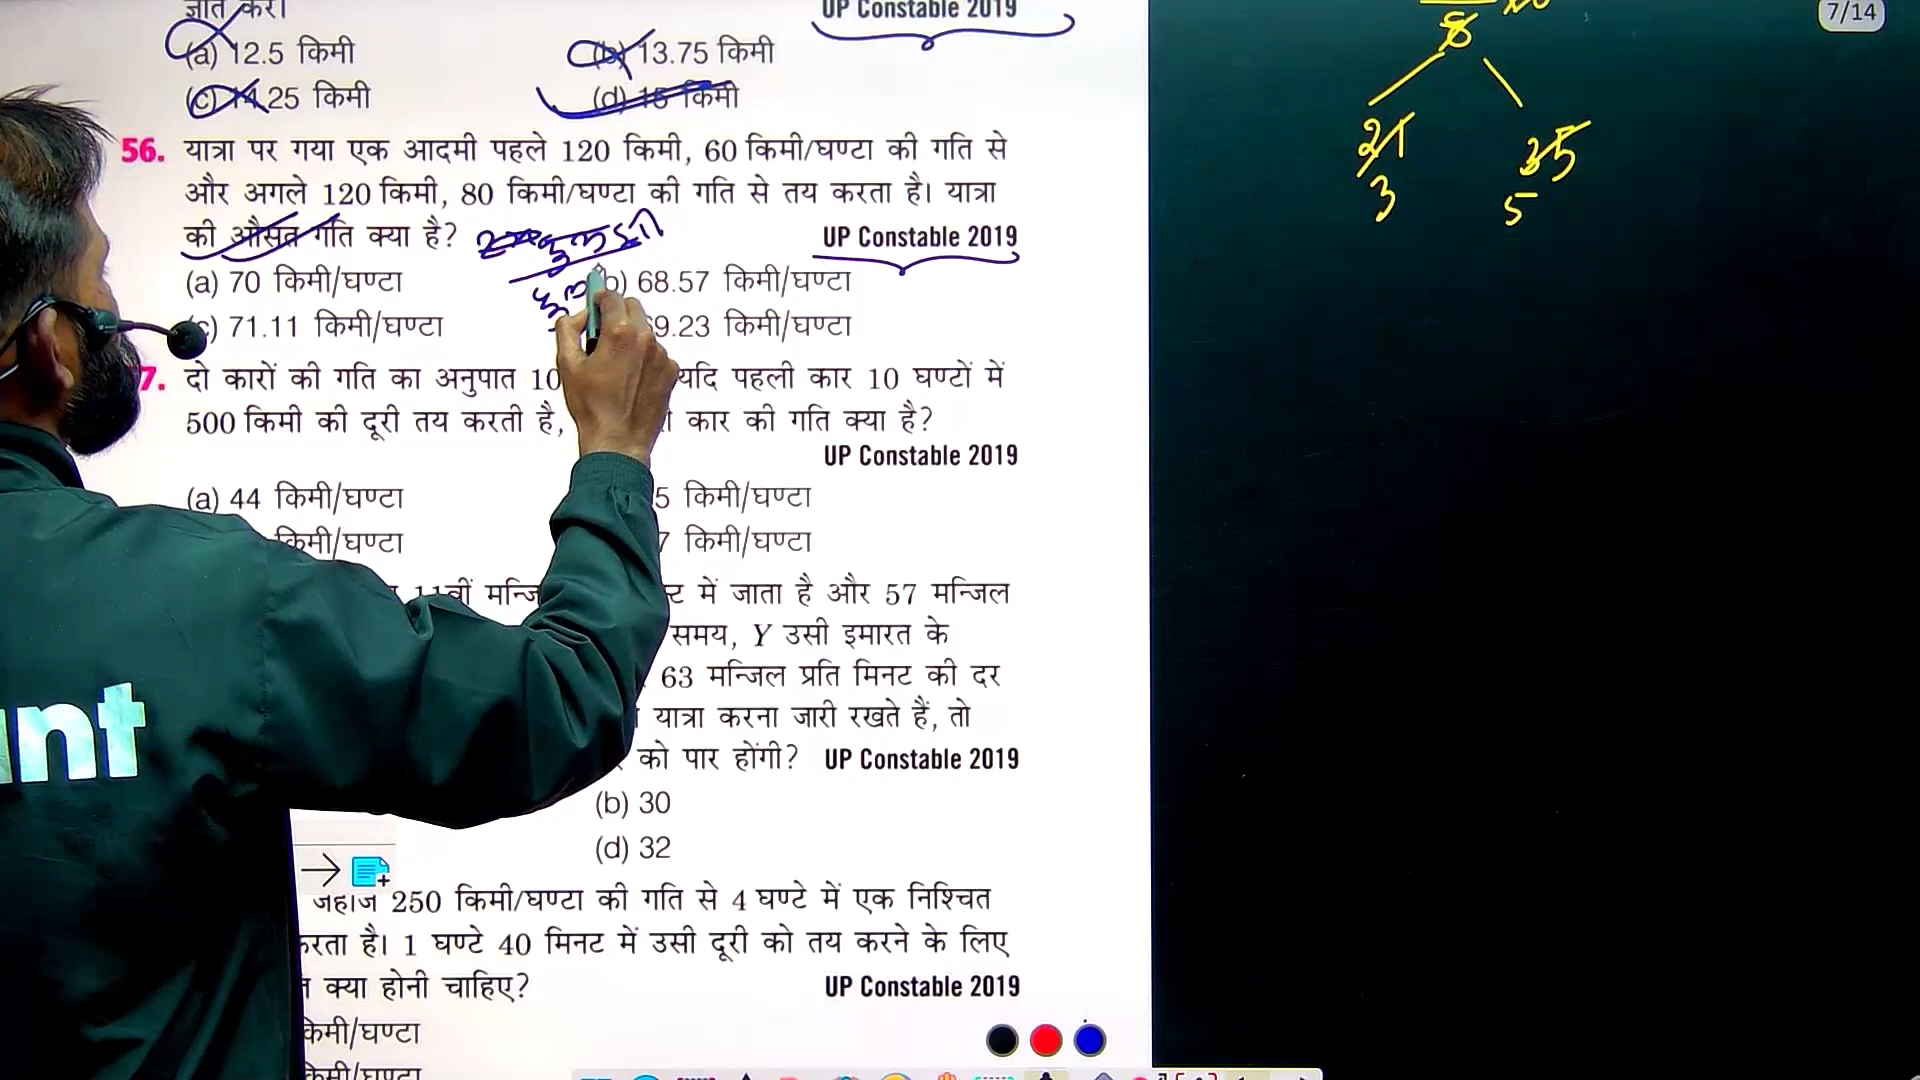 ज्ञात करें।
UP Constable 2019
7/14
(a) 12.5 किमी
(b) 13.75 किमी
(c) 14.25 किमी
(d) 15 किमी
56. यात्रा पर गया एक आदमी पहले 120 किमी, 60 किमी/घण्टा की गति से
और अगले 120 किमी, 80 किमी/घण्टा की गति से तय करता है। यात्रा
की औसत गति क्या है?
UP Constable 2019
(a) 70 किमी/घण्टा
(b) 68.57 किमी/घण्टा
(c) 71.11 किमी/घण्टा
69.23 किमी/घण्टा
7. दो कारों की गति का अनुपात 10
यदि पहली कार 10 घण्टों में
500 किमी की दूरी तय करती है,
कार की गति क्या है?
UP Constable 2019
(a) 44 किमी/घण्टा
5 किमी/घण्टा
किमी/घण्टा
7 किमी/घण्टा
11वीं
में जाता है और 57 मन्जिल
समय, Y उसी इमारत के
63 मन्जिल प्रति मिनट की दर
यात्रा करना जारी रखते हैं, तो
को पार होंगी? UP Constable 2019
(b) 30
(d) 32
जहाज 250 किमी/घण्टा की गति से 4 घण्टे में एक निश्चित
करता है। 1 घण्टे 40 मिनट में उसी दूरी को तय करने के लिए
क्या होनी चाहिए?
UP Constable 2019
किमी/घण्टा
किमी/घण्टा
8
21
35
3
5
कुल दूरी
ant